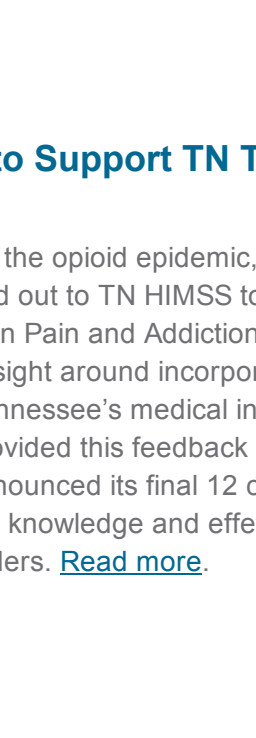 to Support TN T
the opioid epidemic,
d out to TN HIMSS to
n Pain and Addiction
sight around incorpor
nnessee's medical in
ovided this feedback
nounced its final 12 c
knowledge and effe
ders. Read more.